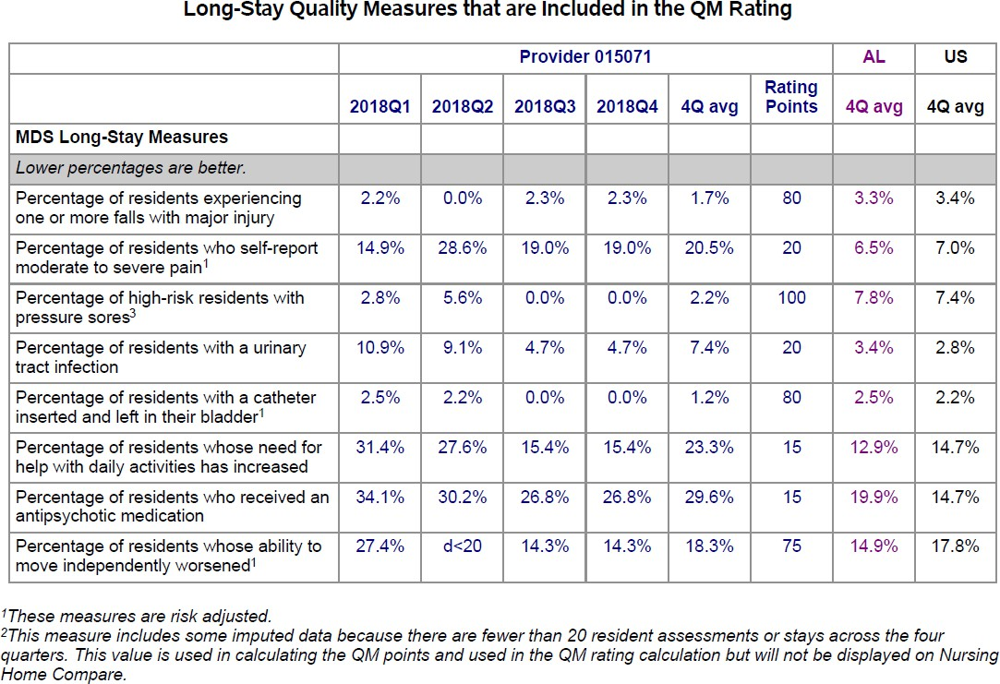 Long-Stay Quality Measures that are Included in the QM Rating
Provider 015071 AL US
2018Q1 2018Q2 2018Q3 2018Q4 4Q avg Rating Points 4Q avg 4Q avg
MDS Long-Stay Measures
Lower percentages are better.
Percentage of residents experiencing
one or more falls with major injury
2.2% 0.0% 2.3% 2.3% 1.7% 80 3.3% 3.4%
Percentage of residents who self-report
moderate to severe pain1
14.9% 28.6% 19.0% 19.0% 20.5% 20 6.5% 7.0%
Percentage of high-risk residents with
pressure sores3
2.8% 5.6% 0.0% 0.0% 2.2% 100 7.8% 7.4%
Percentage of residents with a urinary
tract infection
10.9% 9.1% 4.7% 4.7% 7.4% 20 3.4% 2.8%
Percentage of residents with a catheter
inserted and left in their bladder1
2.5% 2.2% 0.0% 0.0% 1.2% 80 2.5% 2.2%
Percentage of residents whose need for
help with daily activities has increased
31.4% 27.6% 15.4% 15.4% 23.3% 15 12.9% 14.7%
Percentage of residents who received an
antipsychotic medication
34.1% 30.2% 26.8% 26.8% 29.6% 15 19.9% 14.7%
Percentage of residents whose ability to
move independently worsened1
27.4% d<20 14.3% 14.3% 18.3% 75 14.9% 17.8%
1These measures are risk adjusted.
2This measure includes some imputed data because there are fewer than 20 resident assessments or stays across the four
quarters. This value is used in calculating the QM points and used in the QM rating calculation but will not be displayed on Nursing
Home Compare.